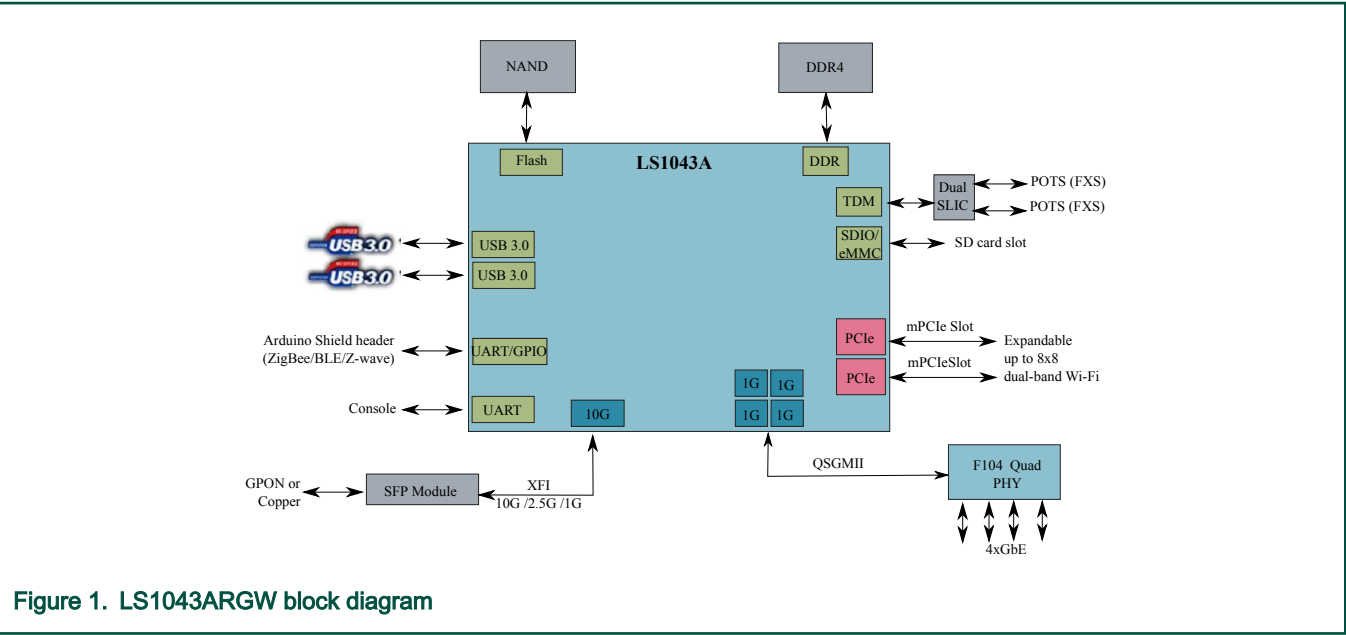 NAND
DDR4
Flash
LS1043A
DDR
TDM
Dual
SLIC
POTS (FXS)
POTS (FXS)
SDIO/
eMMC
SD card slot
USB 3.0
USB 3.0
USB 3.0
USB 3.0
Arduino Shield header
(ZigBee/BLE/Z-wave)
UART/GPIO
PCIe
mPCIe Slot
PCIe
mPCIeSlot
Expandable
up to 8x8
dual-band Wi-Fi
Console
UART
10G
1G
1G
1G
1G
QSGMII
F104 Quad
PHY
4xGbE
GPON or
Copper
SFP Module
XFI
10G /2.5G /1G
Figure 1. LS1043ARGW block diagram